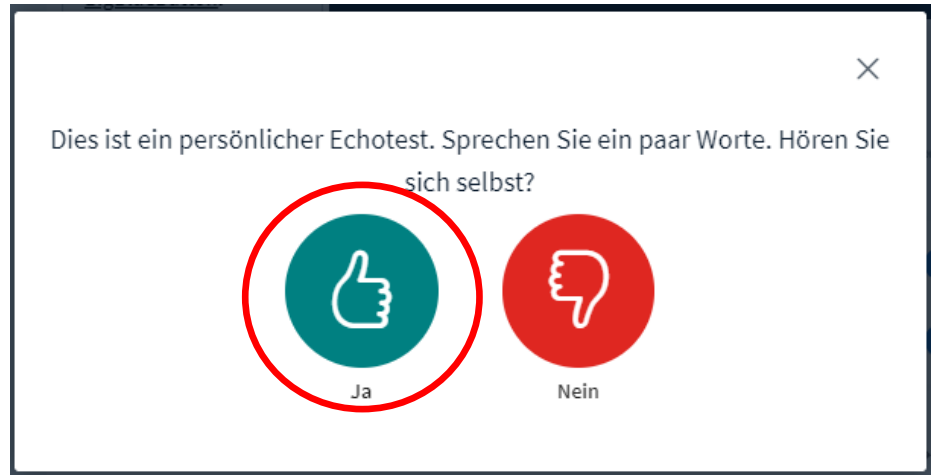 Dies ist ein persönlicher Echotest. Sprechen Sie ein paar Worte. Hören Sie
sich selbst?
Ja
Nein